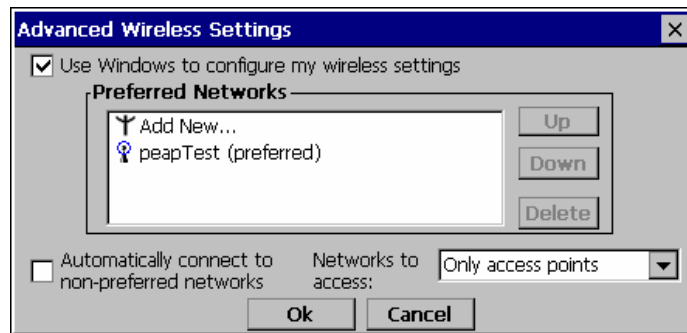 Advanced Wireless Settings
Use Windows to configure my wireless settings
Preferred Networks
Add New...
peapTest (preferred)
Up
Down
Delete
Automatically connect to
non-preferred networks
Networks to
access:
Only access points
Ok
Cancel